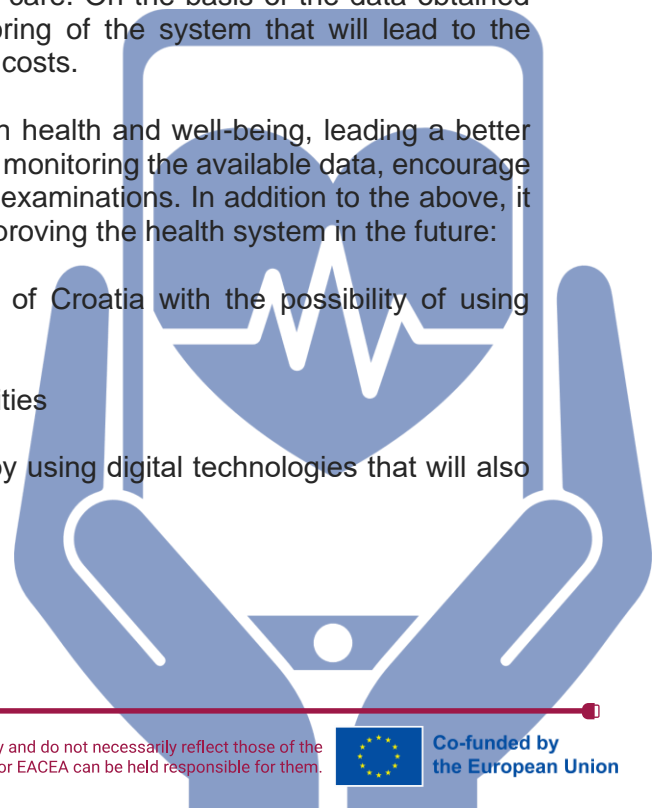 care. On the basis of the data obtained
ring of the system that will lead to the
costs.
health and well-being, leading a better
monitoring the available data, encourage
examinations. In addition to the above, it
proving the health system in the future:
of Croatia with the possibility of using
ties
by using digital technologies that will also
and do not necessarily reflect those of the
or EACEA can be held responsible for them.
Co-funded by
the European Union